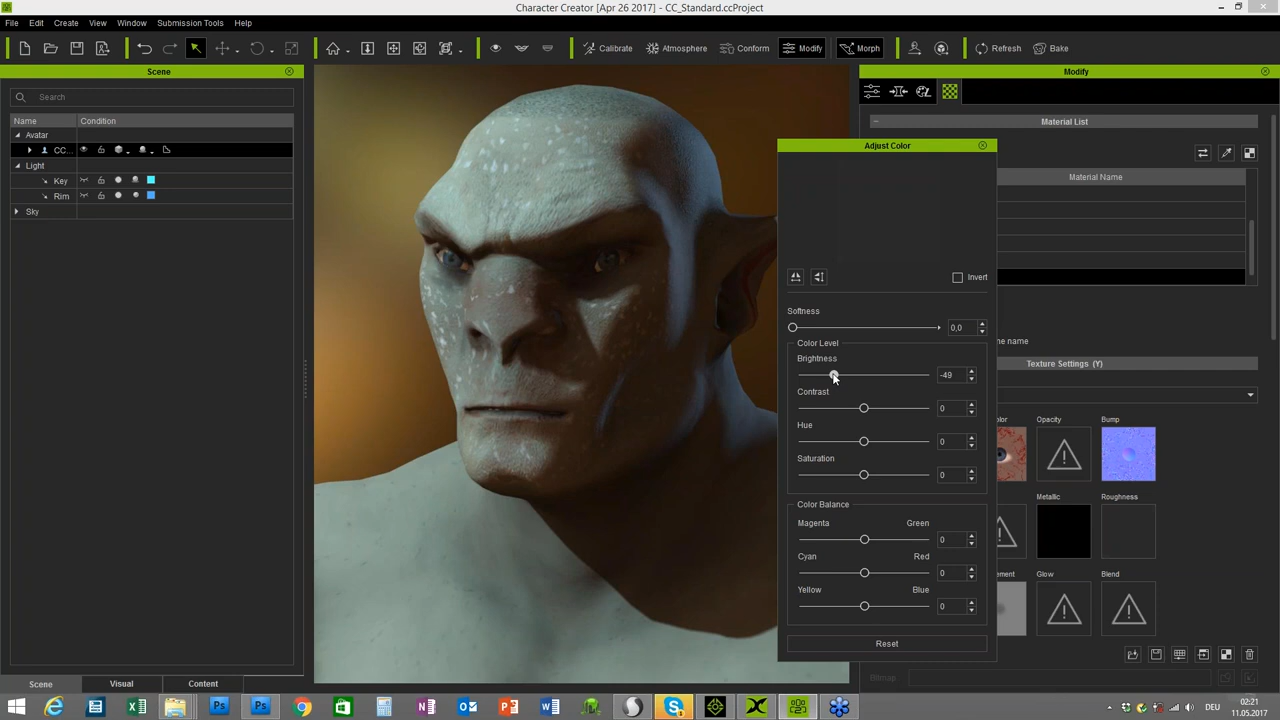 Character Creator [Apr 26 2017] - CC_Standard.ccProject
File Edit Create View Window Submission Tools Help
Calibrate Atmosphere Conform Modify Morph Refresh Bake
Scene
Modify
Search
Material List
Name Condition
Avatar
CC...
Light
Key
Rim
Sky
Adjust Color
Material Name
Invert
Softness
0,0
Color Level
Brightness
-49
Contrast
0
Hue
0
Saturation
0
Color Balance
Magenta Green
0
Cyan Red
0
Yellow Blue
0
Reset
ne name
Texture Settings (Y)
olor Opacity Bump
Metallic Roughness
ement Glow Blend
Bitmap
Scene Visual Content
DEU
02:21
11.05.2017